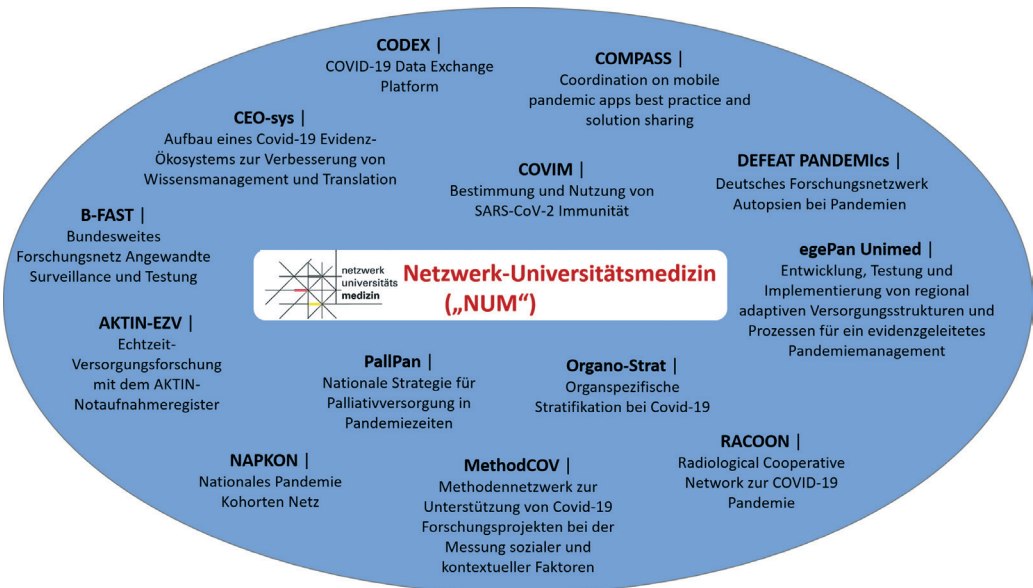 CODEX |
COVID-19 Data Exchange
Platform
COMPASS |
Coordination on mobile
pandemic apps best practice and
solution sharing
CEO-sys |
Aufbau eines Covid-19 Evidenz-
Ökosystems zur Verbesserung von
Wissensmanagement und Translation
COVIM |
Bestimmung und Nutzung von
SARS-CoV-2 Immunität
DEFEAT PANDEMIcs |
Deutsches Forschungsnetzwerk
Autopsien bei Pandemien
B-FAST |
Bundesweites
Forschungsnetz Angewandte
Surveillance und Testung
netzwerk
universitäts
medizin
Netzwerk-Universitätsmedizin
(„NUM“)
egePan Unimed |
Entwicklung, Testung und
Implementierung von regional
adaptiven Versorgungsstrukturen und
Prozessen für ein evidenzgeleitetes
Pandemiemanagement
AKTIN-EZV |
Echtzeit-
Versorgungsforschung
mit dem AKTIN-
Notaufnahmeregister
PallPan |
Nationale Strategie für
Palliativversorgung in
Pandemiezeiten
Organo-Strat |
Organspezifische
Stratifikation bei Covid-19
NAPKON |
Nationales Pandemie
Kohorten Netz
MethodCOV |
Methodennetzwerk zur
Unterstützung von Covid-19
Forschungsprojekten bei der
Messung sozialer und
kontextueller Faktoren
RACOON |
Radiological Cooperative
Network zur COVID-19
Pandemie